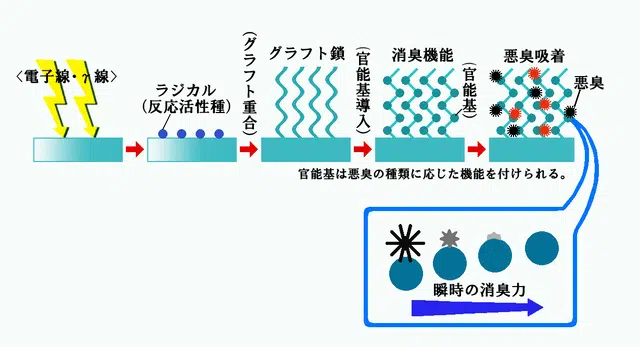 〈電子線・γ線〉
ラジカル
(反応活性種)
(グラフト重合)
グラフト鎖
(官能基導入)
消臭機能
(官能基)
悪臭吸着
悪臭
官能基は悪臭の種類に応じた機能を付けられる。
瞬時の消臭力